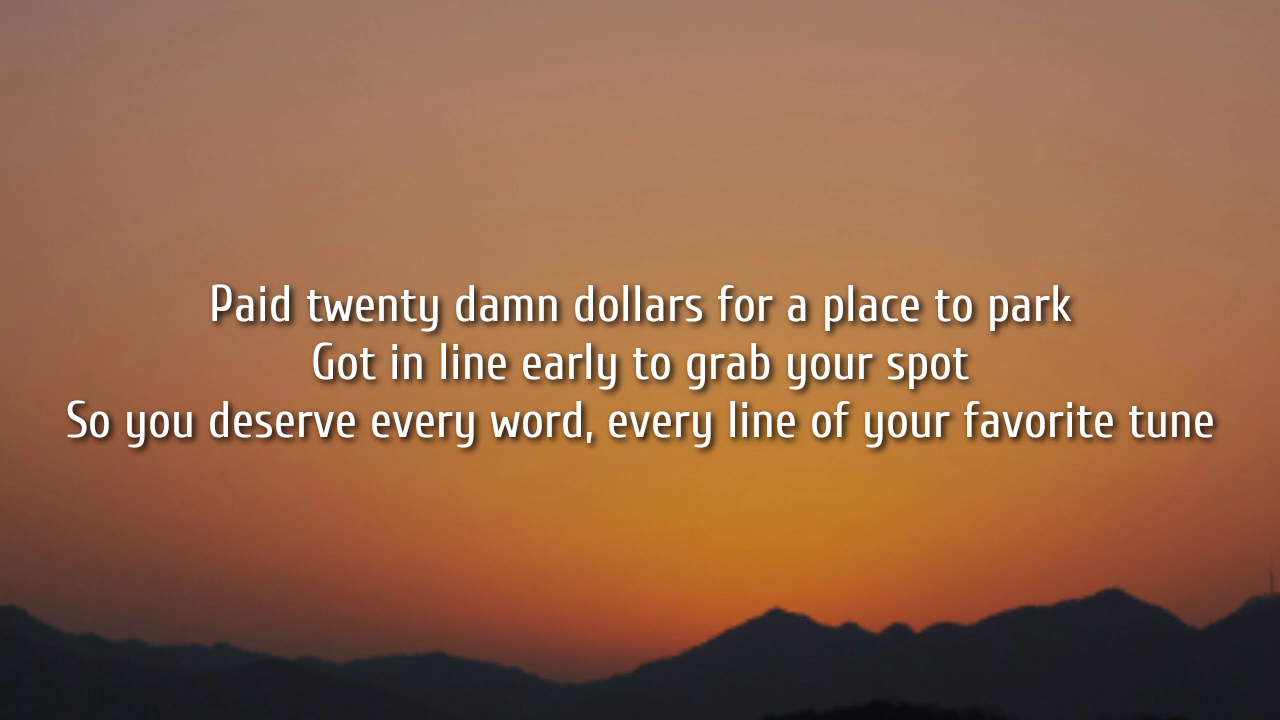 Paid twenty damn dollars for a place to park
Got in line early to grab your spot
So you deserve every word, every line of your favorite tune